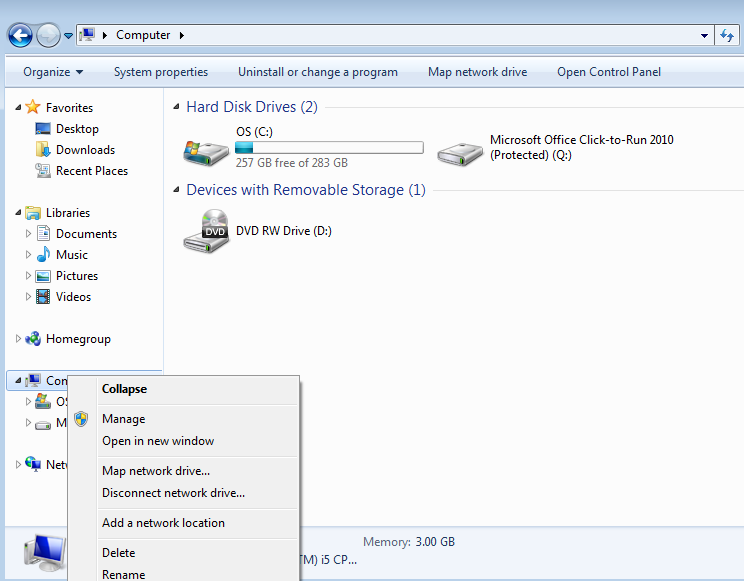 Computer
Organize
System properties
Uninstall or change a program
Map network drive
Open Control Panel
Favorites
Desktop
Downloads
Recent Places
Libraries
Documents
Music
Pictures
Videos
Homegroup
Com
OS
M
Netw
Hard Disk Drives (2)
OS (C:)
257 GB free of 283 GB
Microsoft Office Click-to-Run 2010
(Protected) (Q:)
Devices with Removable Storage (1)
DVD
DVD RW Drive (D:)
Collapse
Manage
Open in new window
Map network drive...
Disconnect network drive...
Add a network location
Delete
Rename
Memory: 3.00 GB
TM) i5 CP...